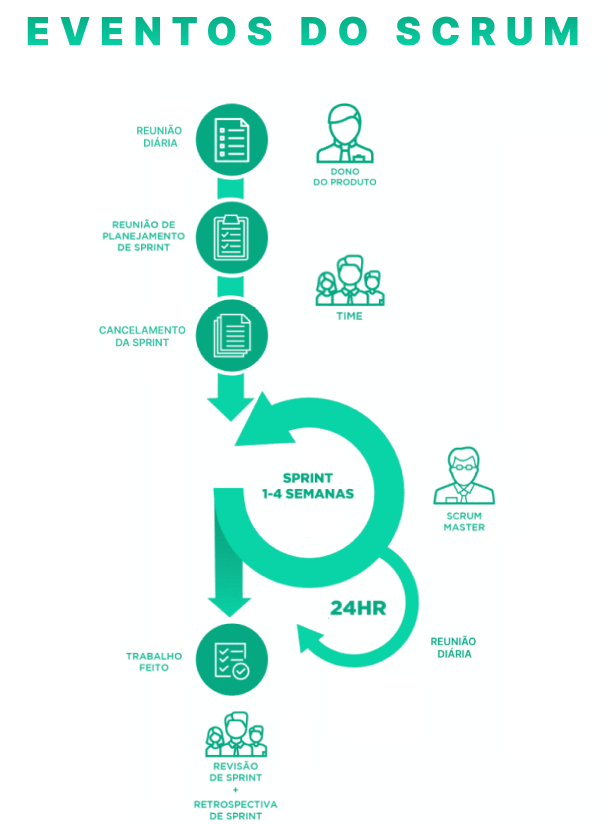 EVENTOS DO SCRUM
REUNIÃO
DIÁRIA
DONO
DO PRODUTO
REUNIÃO DE
PLANEJAMENTO
DE SPRINT
TIME
CANCELAMENTO
DA SPRINT
SPRINT
1-4 SEMANAS
SCRUM
MASTER
24HR
REUNIÃO
DIÁRIA
TRABALHO
FEITO
REVISÃO
DE SPRINT
+
RETROSPECTIVA
DE SPRINT